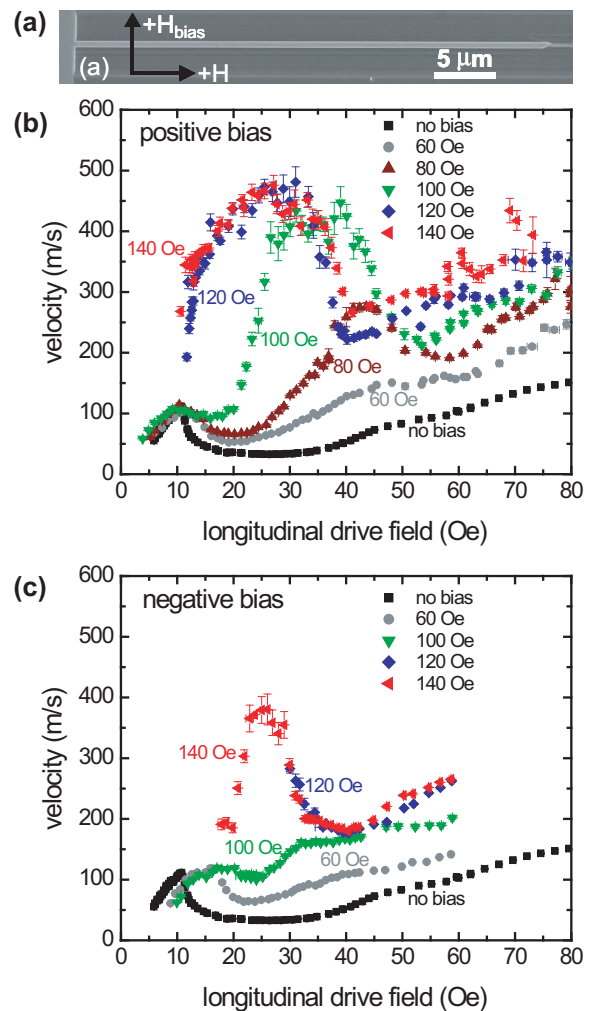 (a)
+H_bias
(a)
+H
5 μm
(b)
600
500
400
300
200
100
0
velocity (m/s)
positive bias
no bias
60 Oe
80 Oe
100 Oe
120 Oe
140 Oe
140 Oe
120 Oe
100 Oe
80 Oe
60 Oe
no bias
0 10 20 30 40 50 60 70 80
longitudinal drive field (Oe)
(c)
600
500
400
300
200
100
0
velocity (m/s)
negative bias
no bias
60 Oe
100 Oe
120 Oe
140 Oe
140 Oe
120 Oe
100 Oe
60 Oe
no bias
0 10 20 30 40 50 60 70 80
longitudinal drive field (Oe)